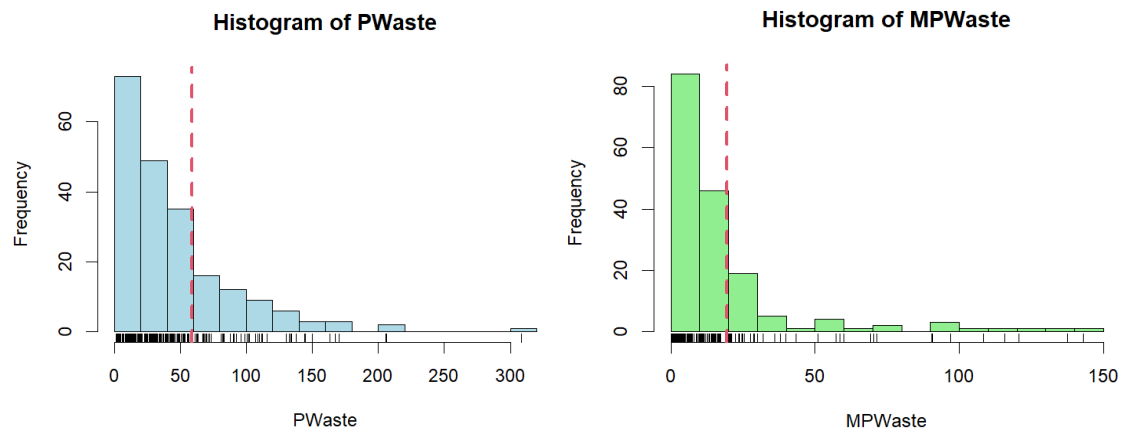 Histogram of PWaste
Frequency
0 20 40 60
0 50 100 150 200 250 300
PWaste
Histogram of MPWaste
Frequency
0 20 40 60 80
0 50 100 150
MPWaste